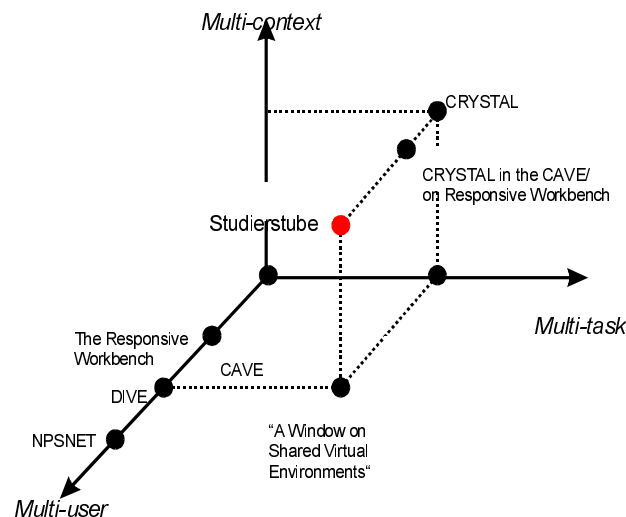 Multi-context
CRYSTAL
CRYSTAL in the CAVE/
on Responsive Workbench
Studierstube
Multi-task
The Responsive
Workbench
CAVE
DIVE
NPSNET
“A Window on
Shared Virtual
Environments“
Multi-user